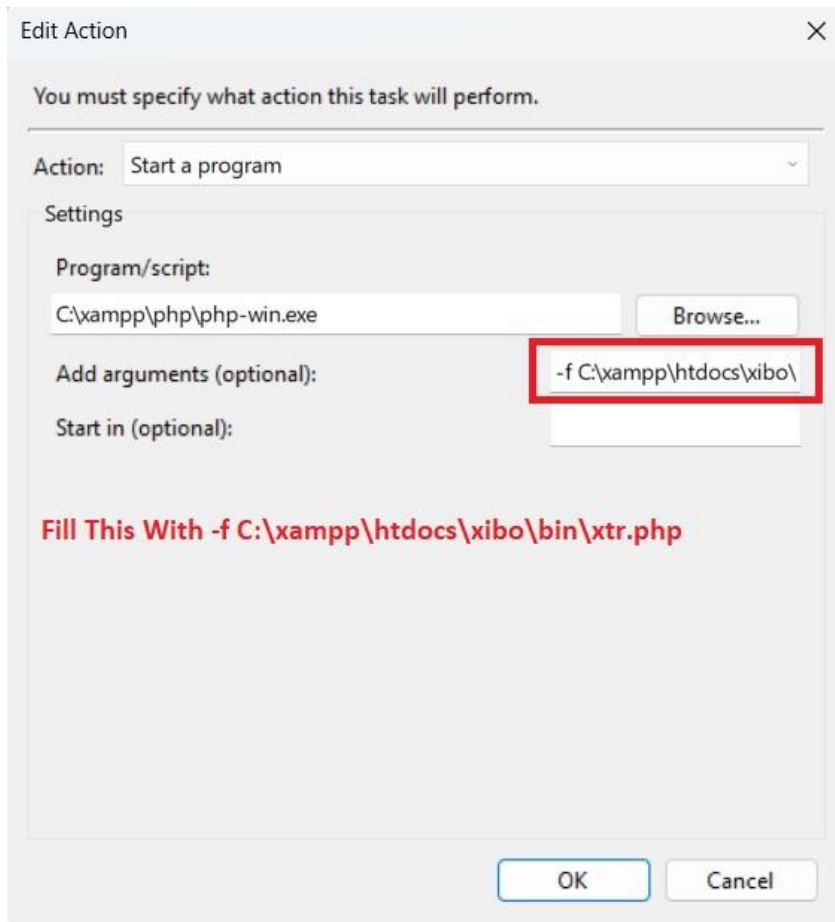 Edit Action
You must specify what action this task will perform.
Action: Start a program
Settings
Program/script:
C:\xampp\php\php-win.exe Browse...
Add arguments (optional): -f C:\xampp\htdocs\xibo\
Start in (optional):
Fill This With -f C:\xampp\htdocs\xibo\bin\xtr.php
OK Cancel